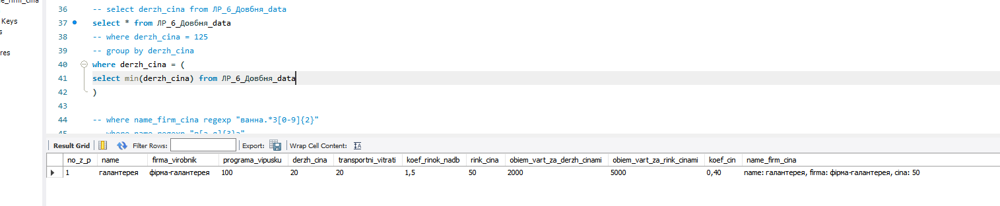 Keys
res
36 -- select derzh_cina from ЛР_6_Довбня_data
37 select * from ЛР_6_Довбня_data
38 -- where derzh_cina = 125
39 -- group by derzh_cina
40 where derzh_cina = (
41 select min(derzh_cina) from ЛР_6_Довбня_data
42 )
43
44 -- where name_firm_cina regexp "ванна.*3[0-9]{2}"
Result Grid Filter Rows: Export: Wrap Cell Content:
no_z_p name firma_virobnik programa_vipusku derzh_cina transportni_vitrati koef_rinok_nadb rink_cina obiem_vart_za_derzh_cinami obiem_vart_za_rink_cinami koef_cin name_firm_cina
1 галантерея фірма-галантерея 100 20 20 1,5 50 2000 5000 0,40 name: галантерея, firma: фірма-галантерея, cina: 50